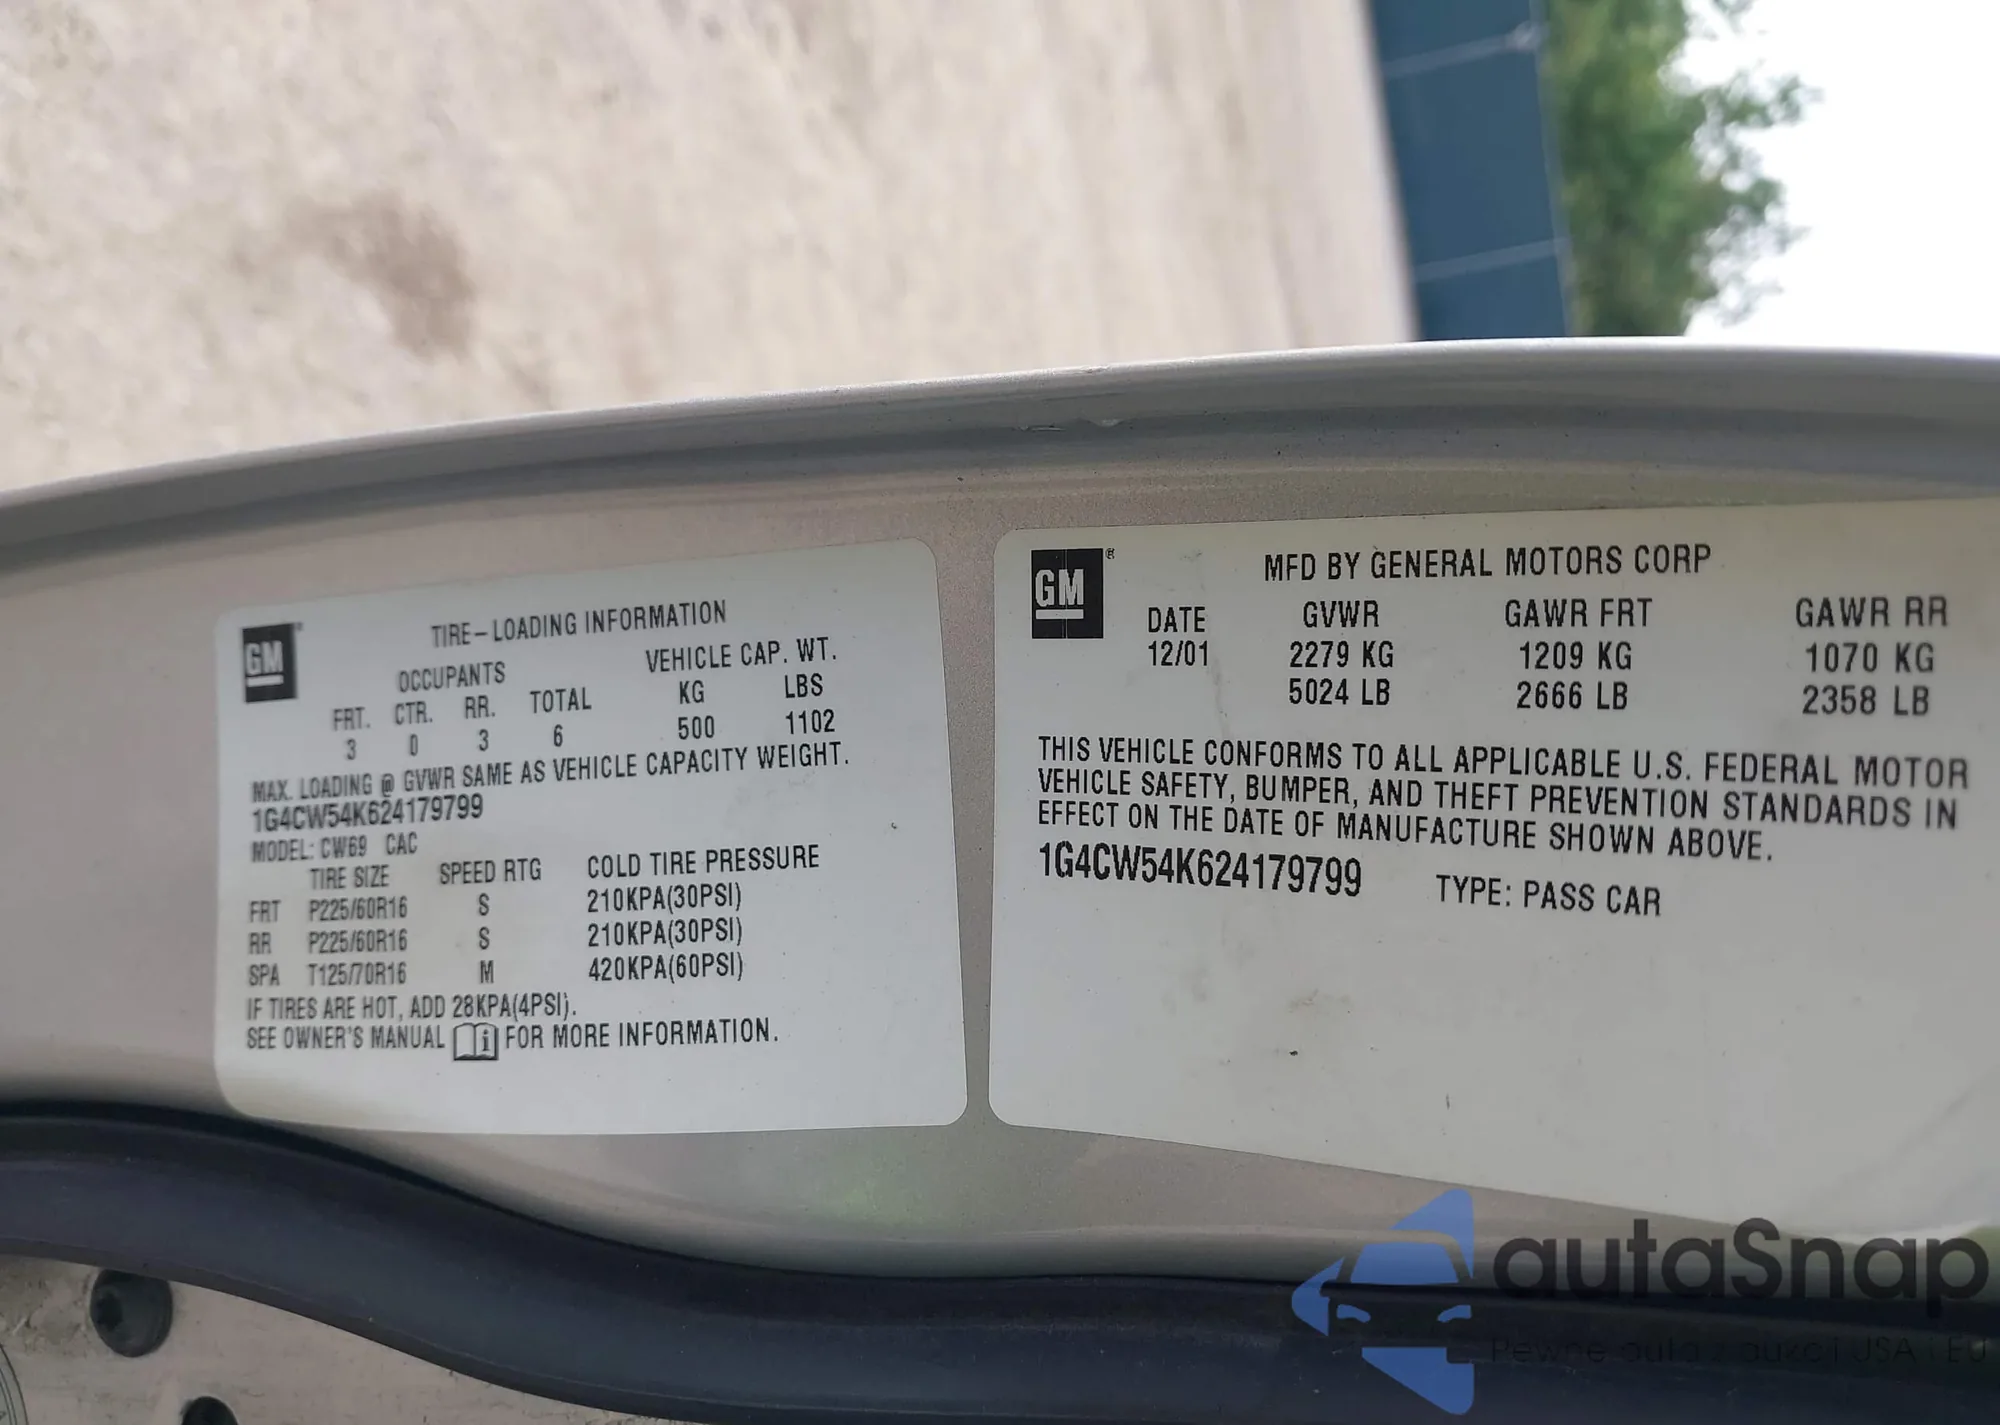 GM
TIRE-LOADING INFORMATION
OCCUPANTS VEHICLE CAP. WT.
FRT. CTR. RR. TOTAL KG LBS
3 0 3 6 500 1102
MAX. LOADING @ GVWR SAME AS VEHICLE CAPACITY WEIGHT.
1G4CW54K624179799
MODEL: CW69 CAC
TIRE SIZE SPEED RTG COLD TIRE PRESSURE
FRT P225/60R16 S 210KPA(30PSI)
RR P225/60R16 S 210KPA(30PSI)
SPA T125/70R16 M 420KPA(60PSI)
IF TIRES ARE HOT, ADD 28KPA(4PSI).
SEE OWNER'S MANUAL i FOR MORE INFORMATION.
GM®
MFD BY GENERAL MOTORS CORP
DATE GVWR GAWR FRT GAWR RR
12/01 2279 KG 1209 KG 1070 KG
5024 LB 2666 LB 2358 LB
THIS VEHICLE CONFORMS TO ALL APPLICABLE U.S. FEDERAL MOTOR
VEHICLE SAFETY, BUMPER, AND THEFT PREVENTION STANDARDS IN
EFFECT ON THE DATE OF MANUFACTURE SHOWN ABOVE.
1G4CW54K624179799 TYPE: PASS CAR
autaSnap
Pewne auta z aukcji USA i EU